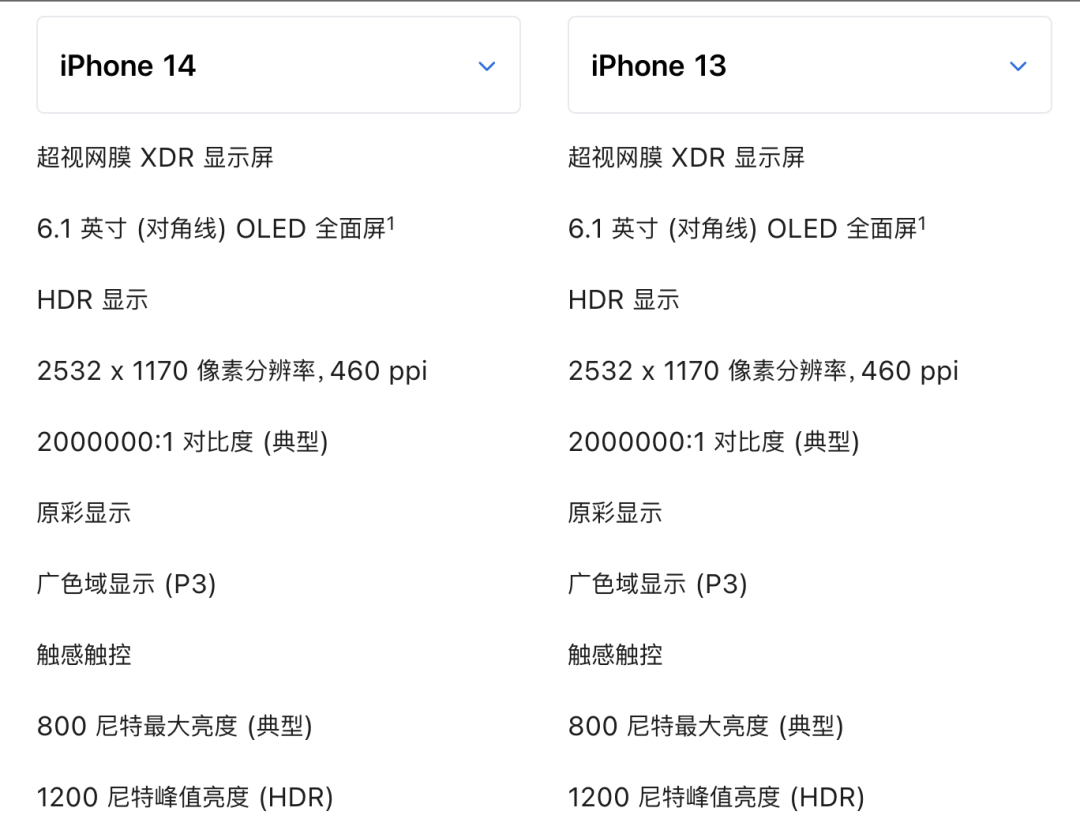 iPhone 14
iPhone 13
超视网膜 XDR 显示屏
超视网膜 XDR 显示屏
6.1 英寸 (对角线) OLED 全面屏¹
6.1 英寸 (对角线) OLED 全面屏¹
HDR 显示
HDR 显示
2532 x 1170 像素分辨率, 460 ppi
2532 x 1170 像素分辨率, 460 ppi
2000000:1 对比度 (典型)
2000000:1 对比度 (典型)
原彩显示
原彩显示
广色域显示 (P3)
广色域显示 (P3)
触感触控
触感触控
800 尼特最大亮度 (典型)
800 尼特最大亮度 (典型)
1200 尼特峰值亮度 (HDR)
1200 尼特峰值亮度 (HDR)